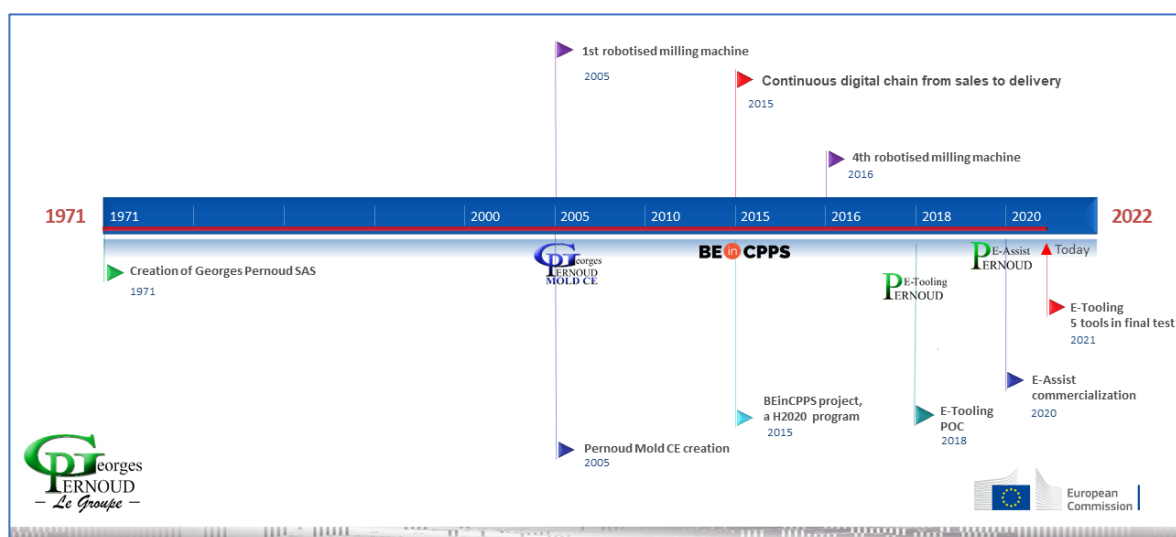 1st robotised milling machine
2005
Continuous digital chain from sales to delivery
2015
4th robotised milling machine
2016
1971
1971
2000
2005
2010
2015
2016
2018
2020
2022
Creation of Georges Pernoud SAS
1971
Georges
PERNOUD
MOLD CE
BE in CPPS
E-Tooling
PERNOUD
E-Assist
PERNOUD
Today
E-Tooling
5 tools in final test
2021
E-Assist
commercialization
2020
BEinCPPS project,
a H2020 program
2015
E-Tooling
POC
2018
Pernoud Mold CE creation
2005
Georges
PERNOUD
– Le Groupe –
European
Commission